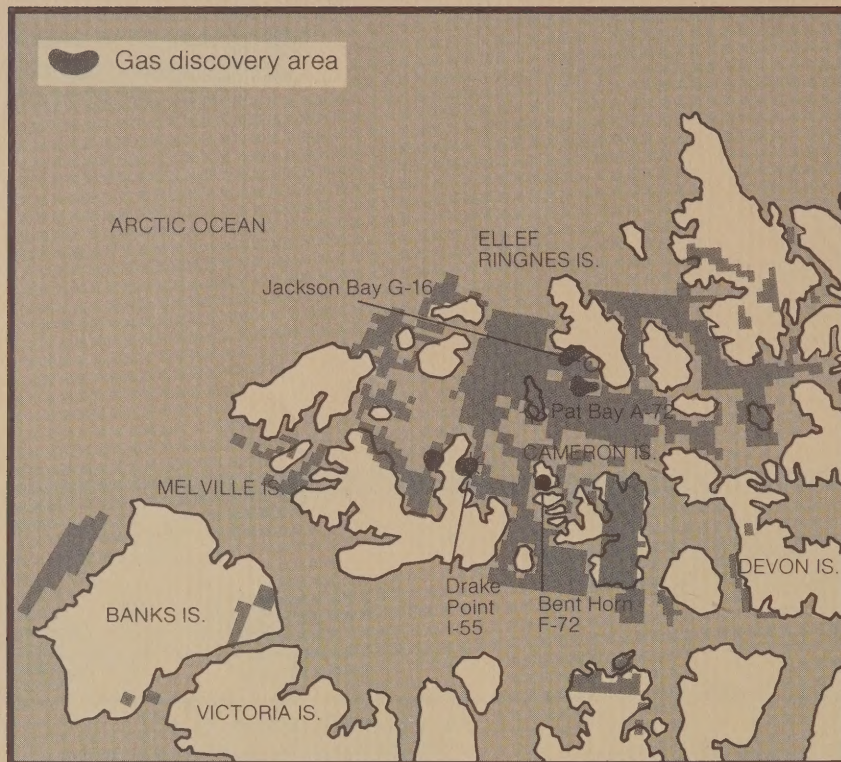 Gas discovery area
ARCTIC OCEAN
ELLEF
RINGNES IS.
Jackson Bay G-16
Pat Bay A-72
CAMERON IS.
MELVILLE IS.
DEVON IS.
Drake
Point
I-55
Bent Horn
F-72
BANKS IS.
VICTORIA IS.